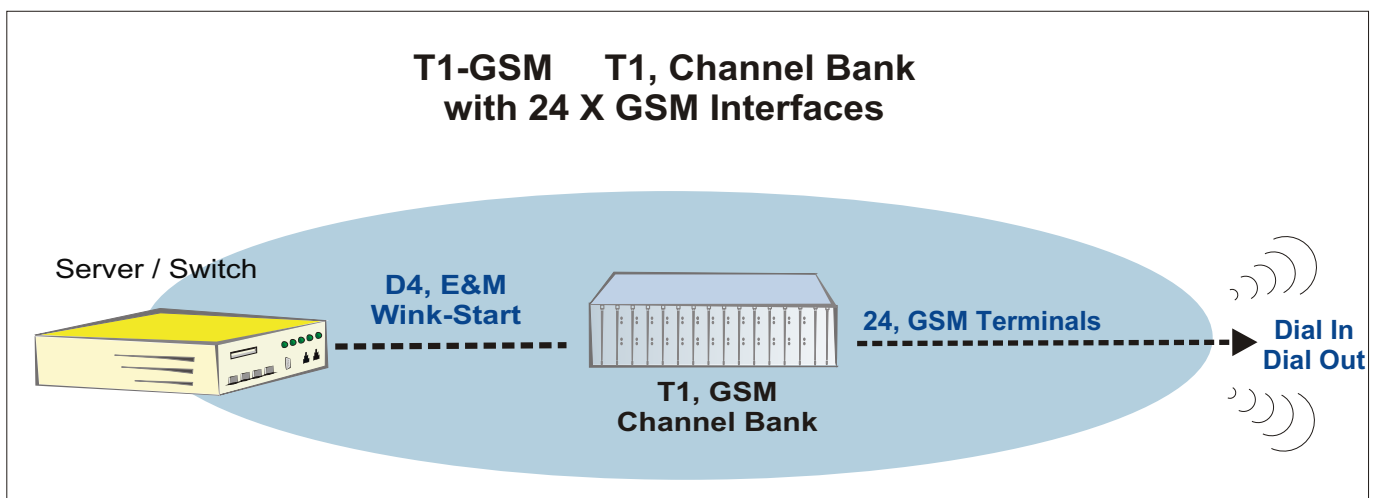 T1-GSM T1, Channel Bank
with 24 X GSM Interfaces
Server / Switch
D4, E&M
Wink-Start
24, GSM Terminals
Dial In
Dial Out
T1, GSM
Channel Bank